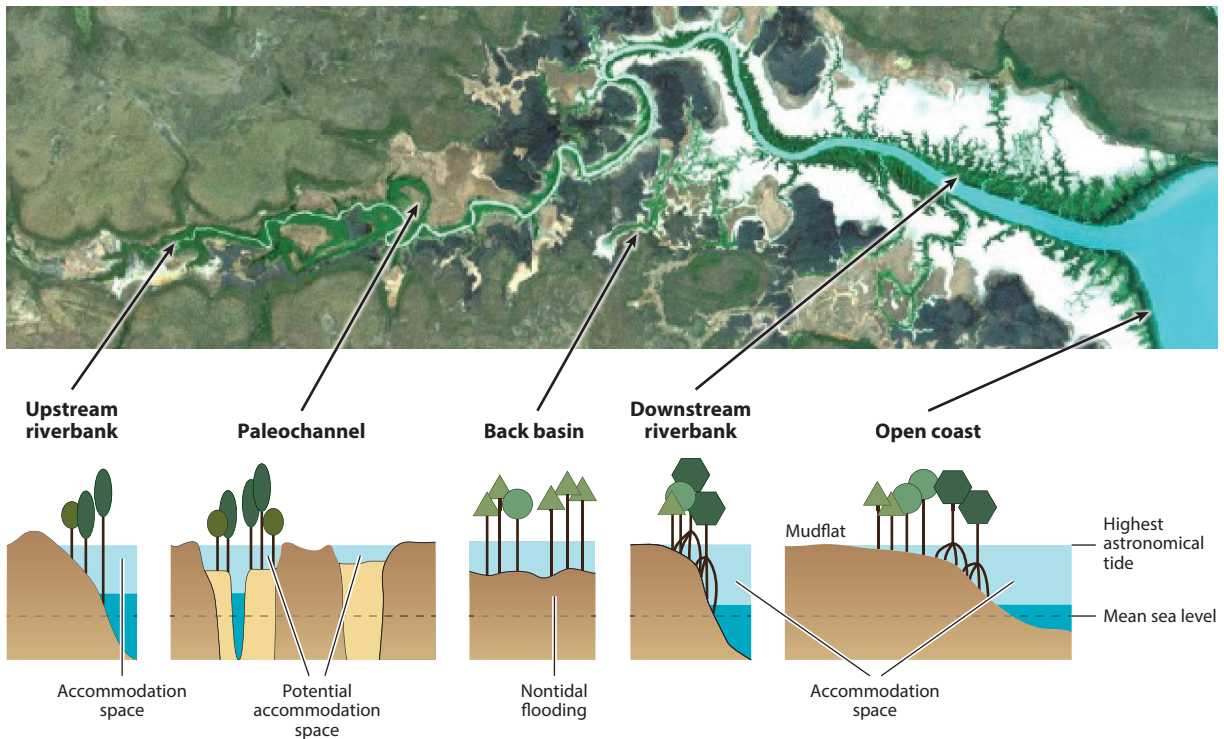 Upstream
riverbank
Paleochannel
Back basin
Downstream
riverbank
Open coast
Mudflat
Highest
astronomical
tide
Mean sea level
Accommodation
space
Potential
accommodation
space
Nontidal
flooding
Accommodation
space